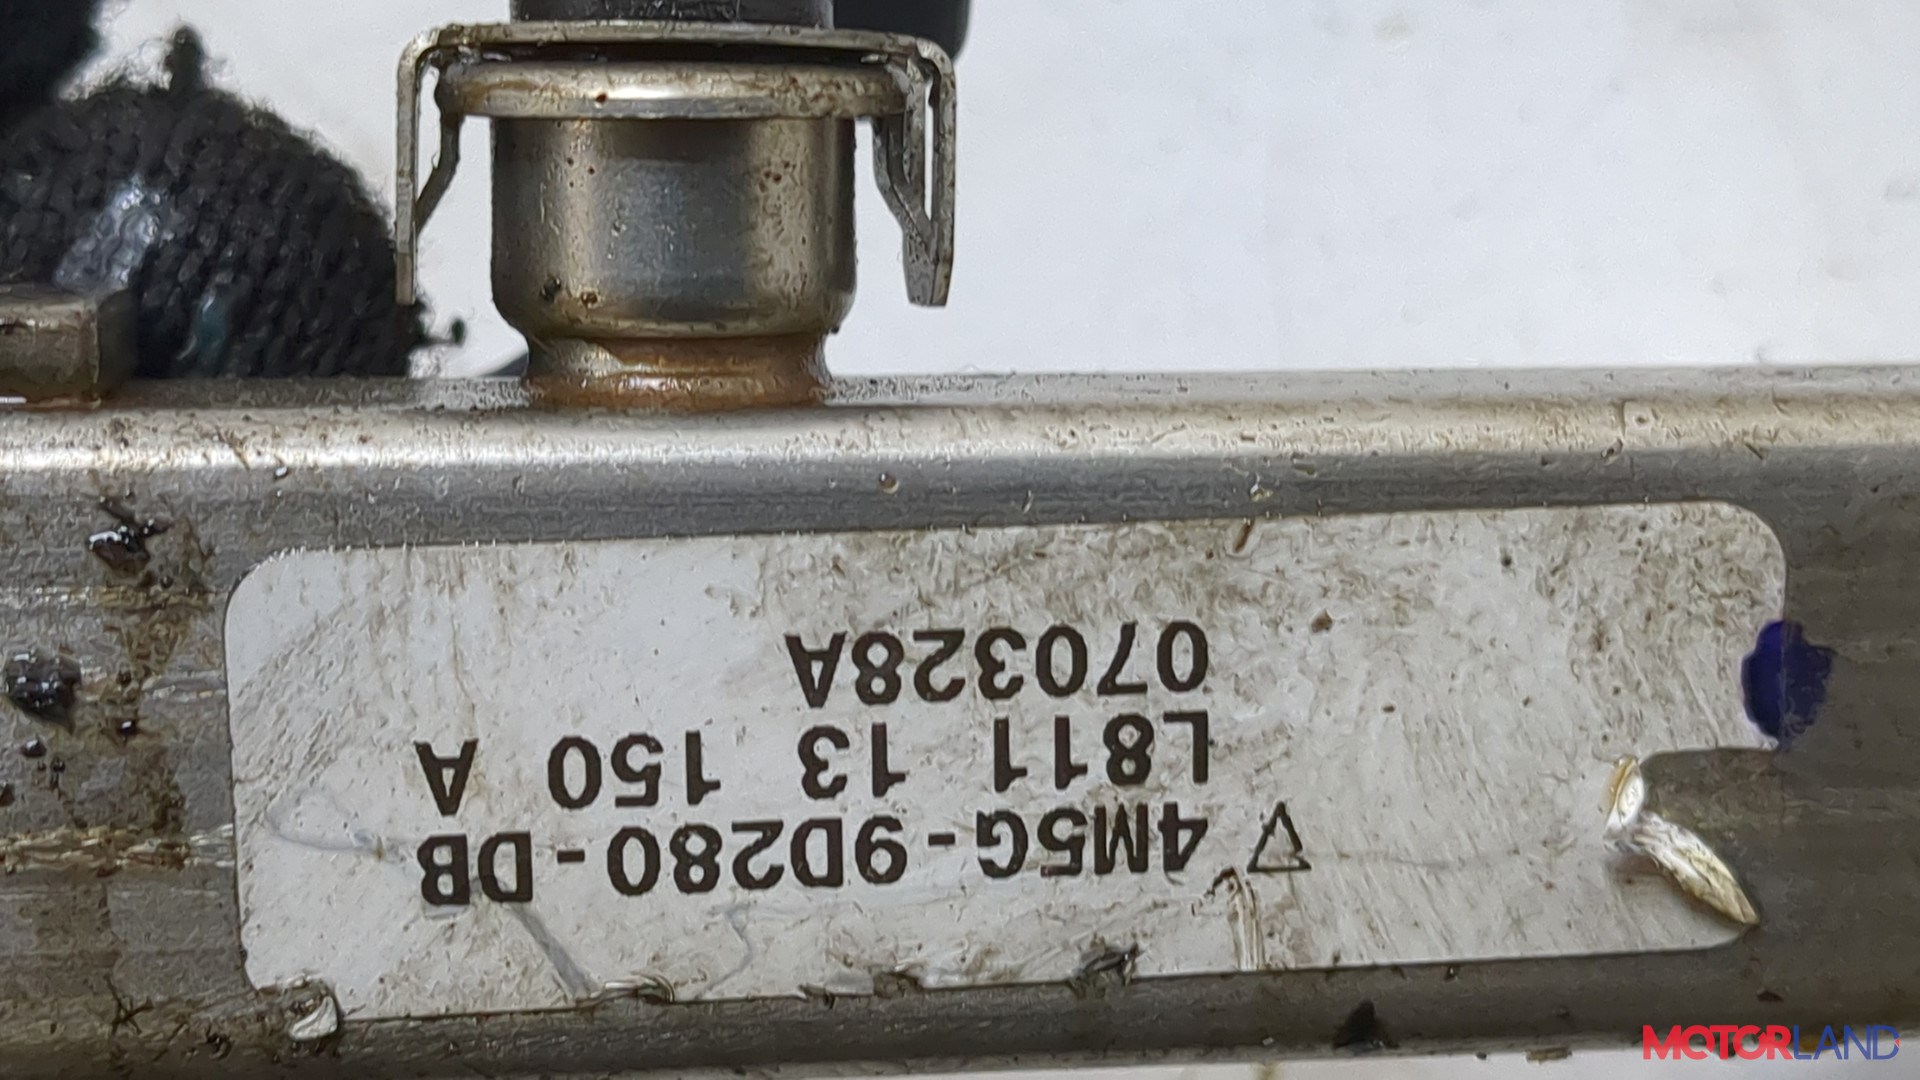 4M5G-9D280-DB
L811 13 150 A
070328A
MOTORLAND